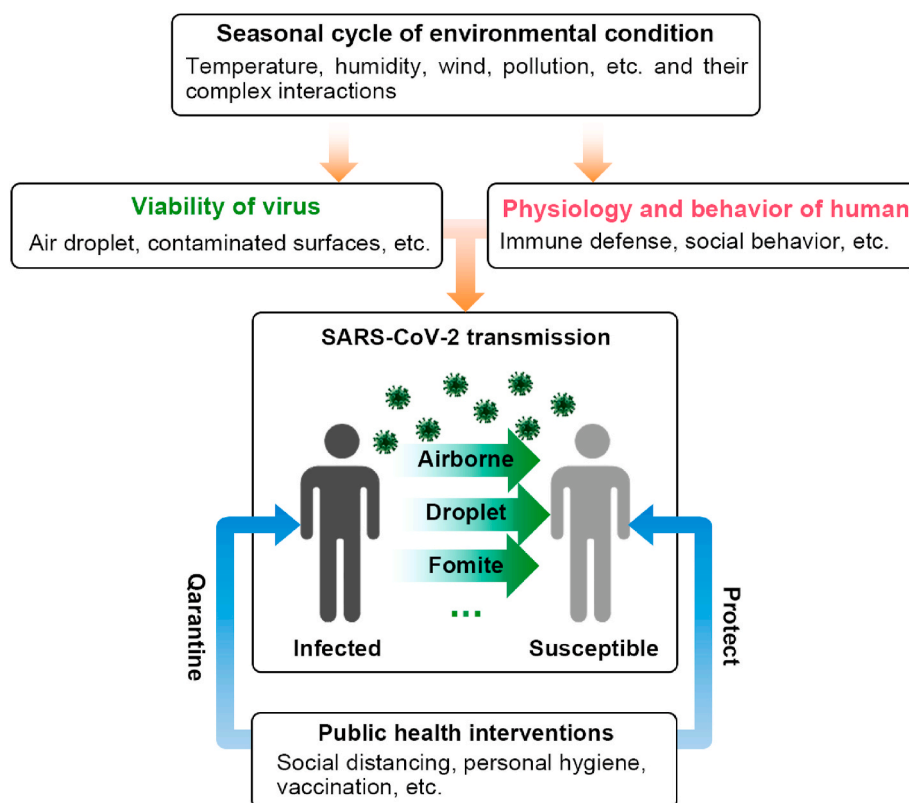 Seasonal cycle of environmental condition
Temperature, humidity, wind, pollution, etc. and their
complex interactions
Viability of virus
Air droplet, contaminated surfaces, etc.
Physiology and behavior of human
Immune defense, social behavior, etc.
SARS-CoV-2 transmission
Airborne
Droplet
Fomite
...
Infected
Susceptible
Qarantine
Protect
Public health interventions
Social distancing, personal hygiene,
vaccination, etc.